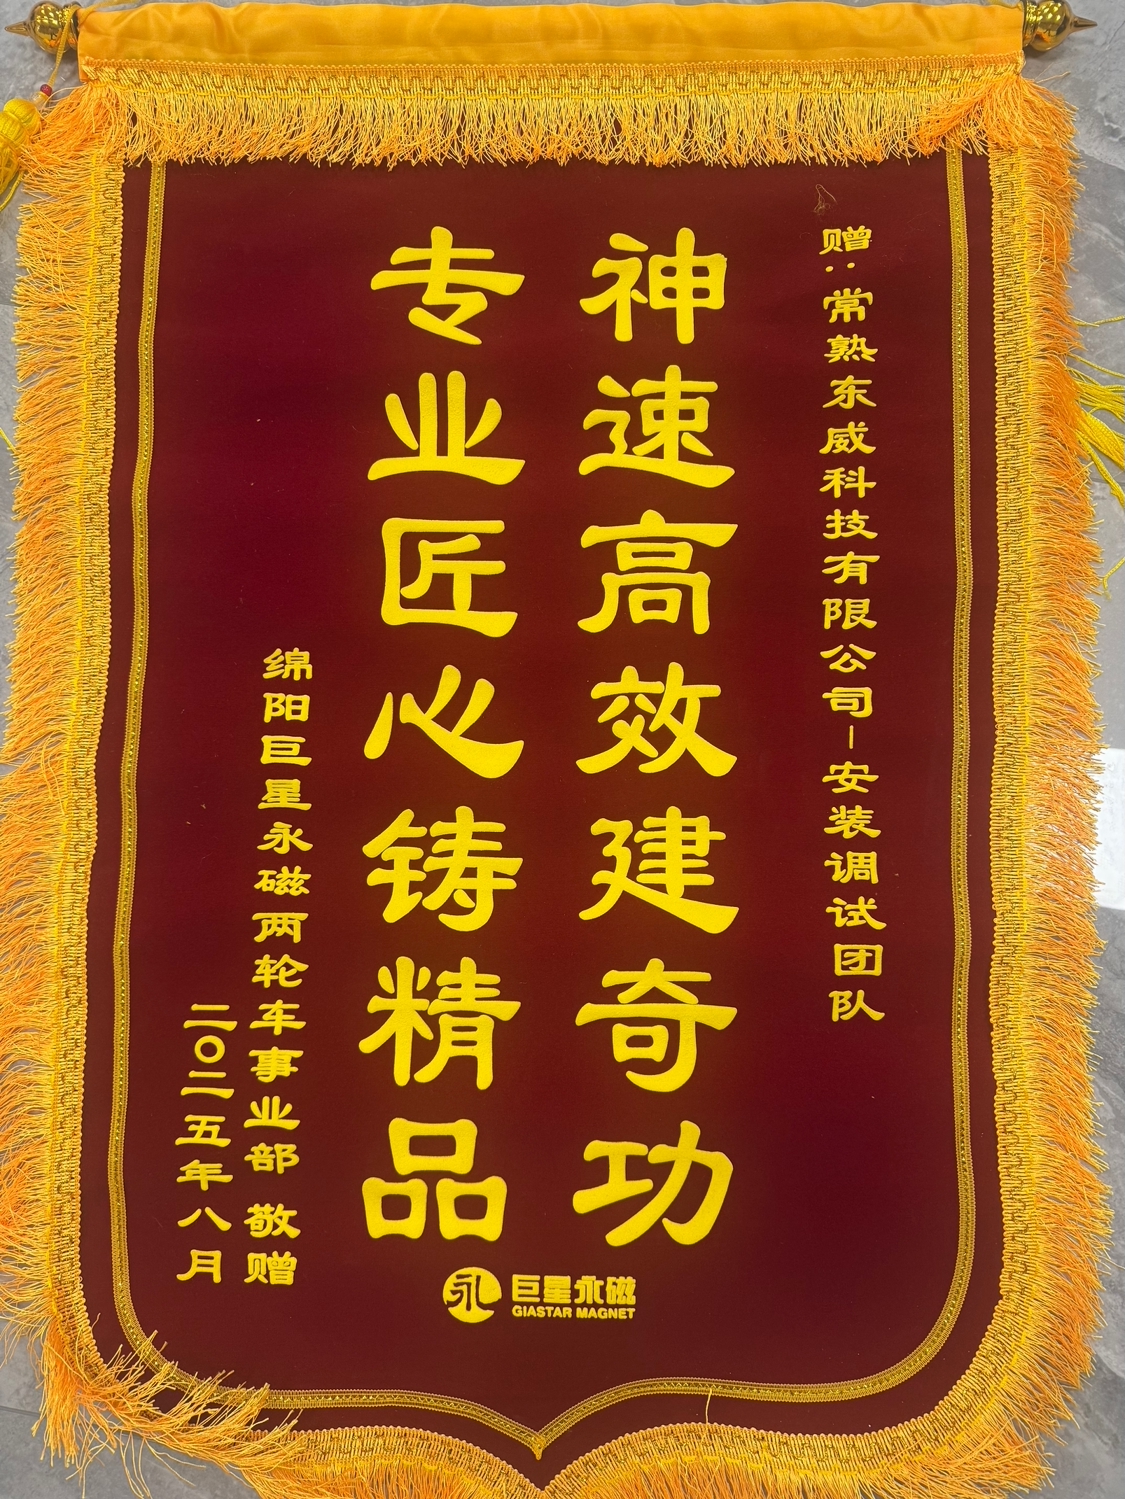 赠：常熟东威科技有限公司－安装调试团队
神速高效建奇功
专业匠心铸精品
绵阳巨星永磁两轮车事业部 敬赠
二〇二五年八月
巨星永磁
GIASTAR MAGNET